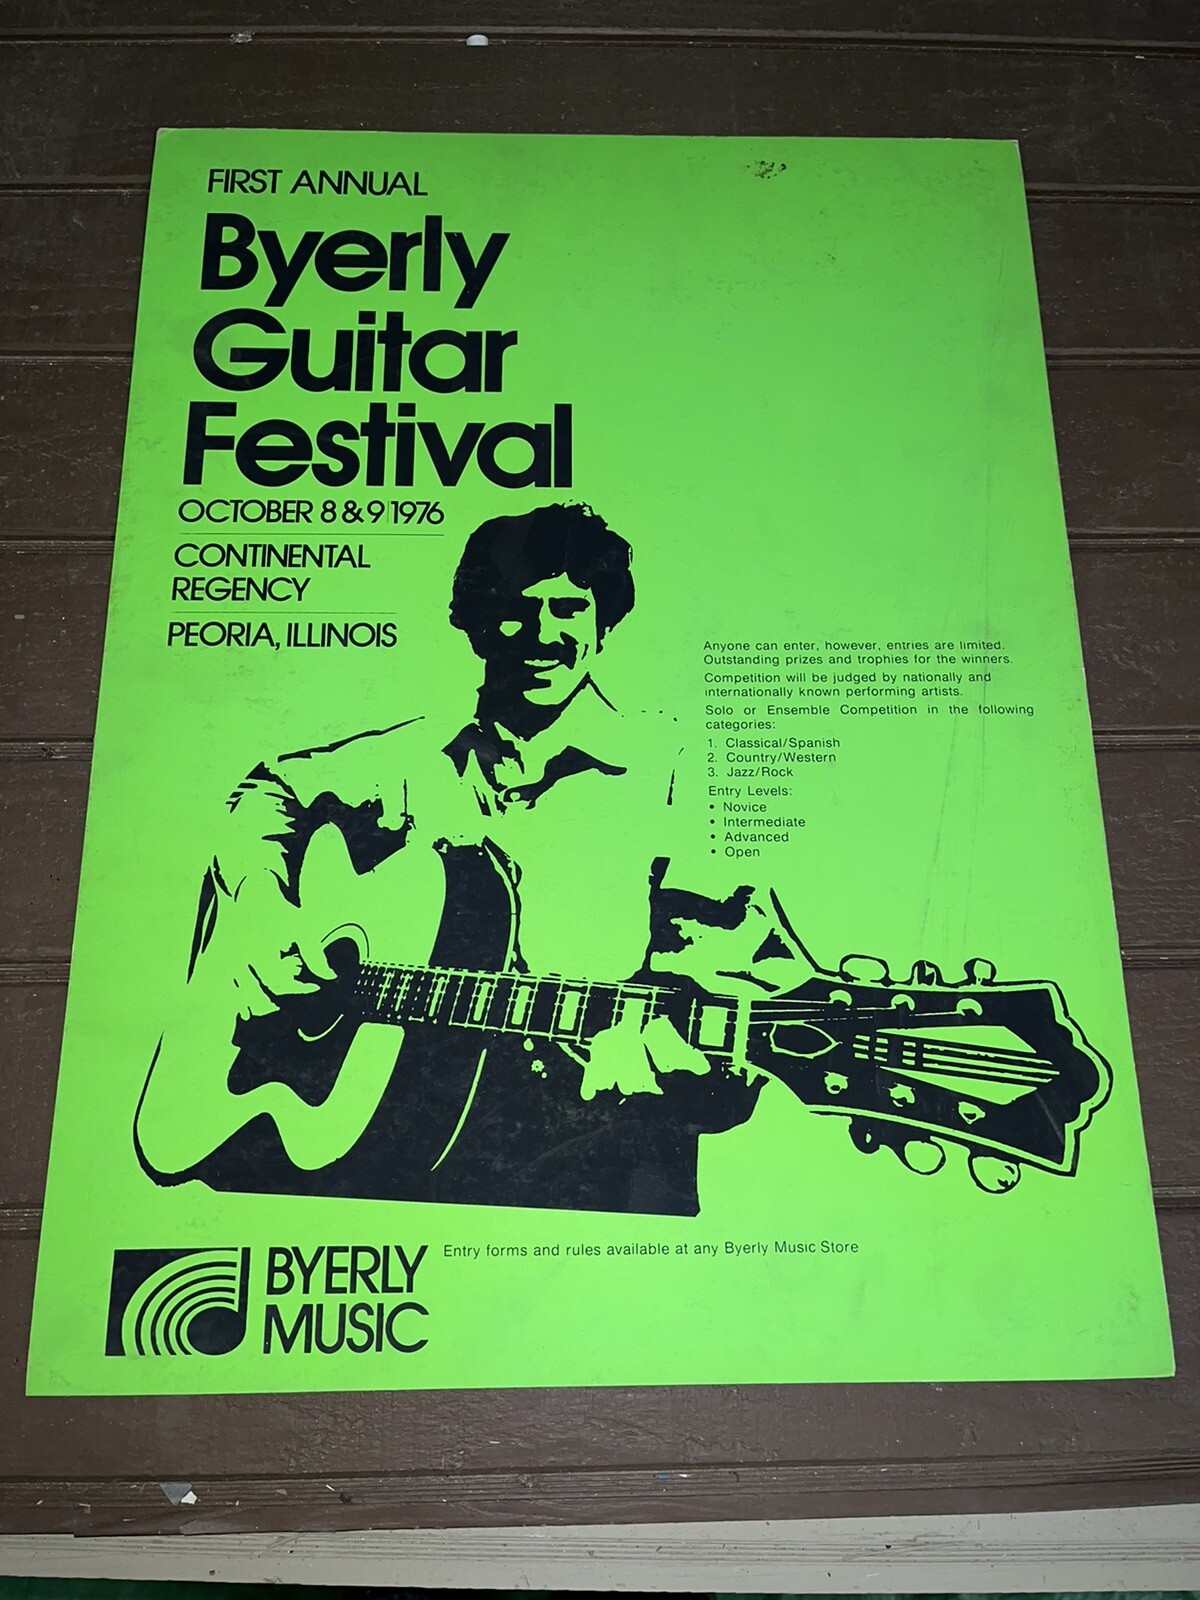 FIRST ANNUAL
Byerly
Guitar
Festival
OCTOBER 8 & 9 | 1976
CONTINENTAL
REGENCY
PEORIA, ILLINOIS
Anyone can enter, however, entries are limited.
Outstanding prizes and trophies for the winners.
Competition will be judged by nationally and
internationally known performing artists.
Solo or Ensemble Competition in the following
categories:
1. Classical/Spanish
2. Country/Western
3. Jazz/Rock
Entry Levels:
• Novice
• Intermediate
• Advanced
• Open
BYERLY
MUSIC
Entry forms and rules available at any Byerly Music Store